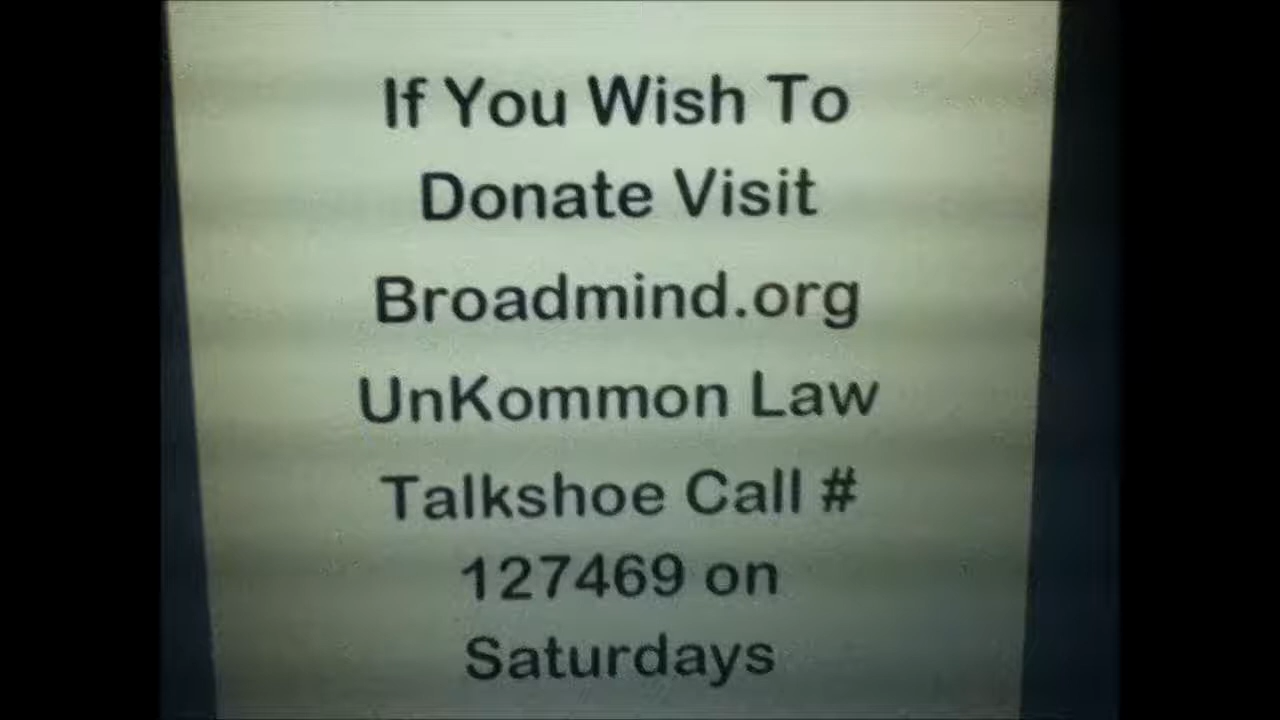 If You Wish To
Donate Visit
Broadmind.org
UnKommon Law
Talkshoe Call #
127469 on
Saturdays